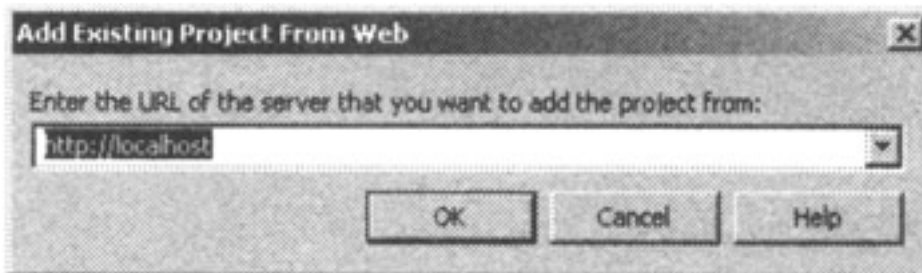 Add Existing Project From Web
Enter the URL of the server that you want to add the project from:
http://localhost
OK Cancel Help